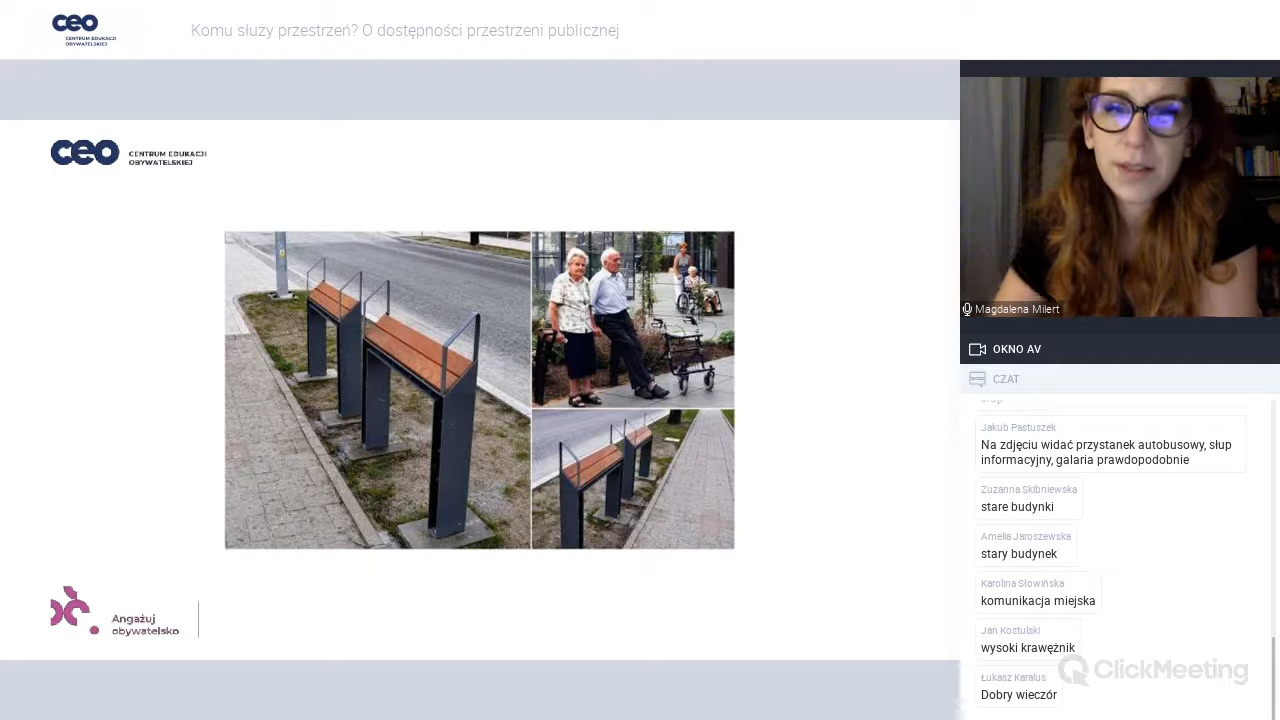 ceo
CENTRUM EDUKACJI
OBYWATELSKIEJ
Komu służy przestrzeń? O dostępności przestrzeni publicznej
ceo
CENTRUM EDUKACJI
OBYWATELSKIEJ
Angażuj
obywatelsko
Magdalena Milert
OKNO AV
CZAT
Jakub Pastuszek
Na zdjęciu widać przystanek autobusowy, słup
informacyjny, galaria prawdopodobnie
Zuzanna Skibniewska
stare budynki
Amelia Jaroszewska
stary budynek
Karolina Słowińska
komunikacja miejska
Jan Kostulski
wysoki krawężnik
Łukasz Karalus
Dobry wieczór
ClickMeeting